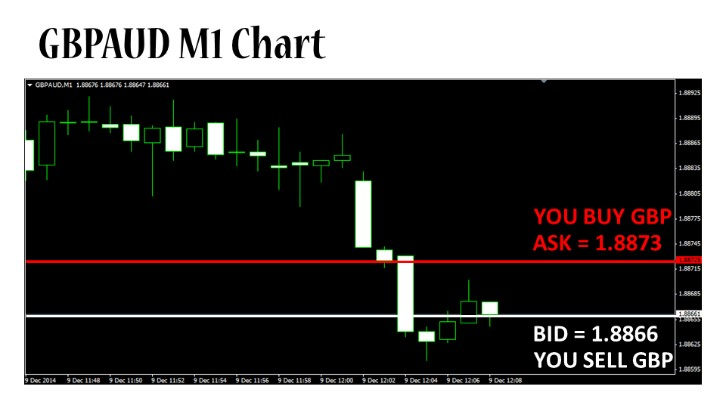 GBPAUD M1 Chart
GBPAUD,M1 1.88676 1.88676 1.88647 1.88661
1.88925
1.88895
1.88865
1.88835
1.88805
1.88775
YOU BUY GBP
ASK = 1.8873
1.88745
1.88715
1.88685
1.88661
1.88655
BID = 1.8866
1.88625
YOU SELL GBP
1.88595
9 Dec 2014 9 Dec 11:48 9 Dec 11:50 9 Dec 11:52 9 Dec 11:54 9 Dec 11:56 9 Dec 11:58 9 Dec 12:00 9 Dec 12:02 9 Dec 12:04 9 Dec 12:06 9 Dec 12:08